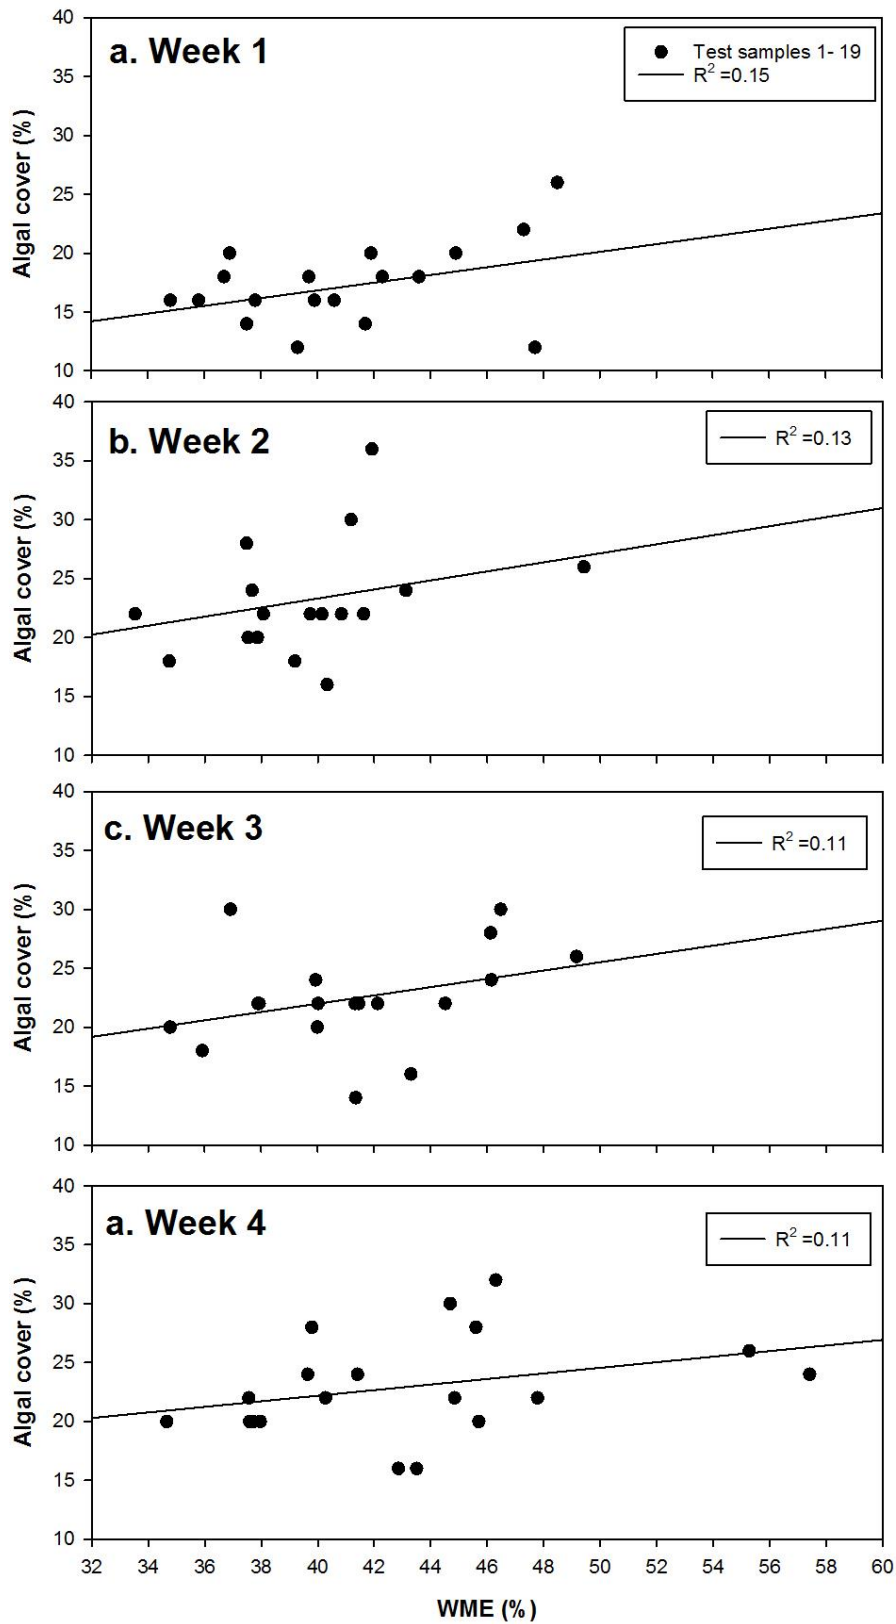 a. Week 1
Test samples 1- 19
R² =0.15
Algal cover (%)
40
35
30
25
20
15
10
b. Week 2
R² =0.13
Algal cover (%)
40
35
30
25
20
15
10
c. Week 3
R² =0.11
Algal cover (%)
40
35
30
25
20
15
10
a. Week 4
R² =0.11
Algal cover (%)
40
35
30
25
20
15
10
32 34 36 38 40 42 44 46 48 50 52 54 56 58 60
WME (%)